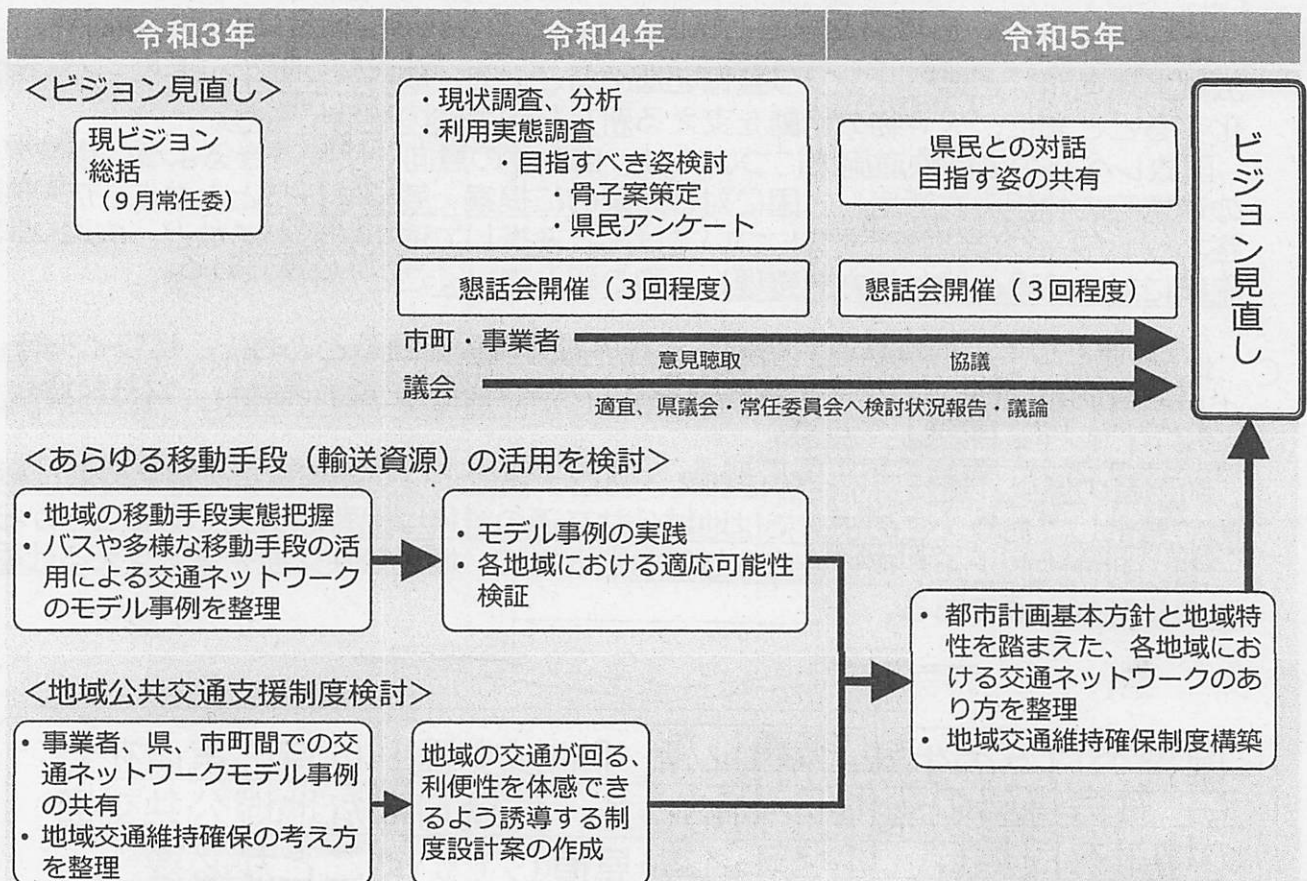 令和3年
令和4年
令和5年
＜ビジョン見直し＞
現ビジョン
総括
（9月常任委）
・現状調査、分析
・利用実態調査
・目指すべき姿検討
・骨子案策定
・県民アンケート
県民との対話
目指す姿の共有
ビジョン見直し
懇話会開催（3回程度）
懇話会開催（3回程度）
市町・事業者
意見聴取
協議
議会
適宜、県議会・常任委員会へ検討状況報告・議論
＜あらゆる移動手段（輸送資源）の活用を検討＞
・地域の移動手段実態把握
・バスや多様な移動手段の活
用による交通ネットワーク
のモデル事例を整理
・モデル事例の実践
・各地域における適応可能性
検証
・都市計画基本方針と地域特
性を踏まえた、各地域にお
ける交通ネットワークのあ
り方を整理
・地域交通維持確保制度構築
＜地域公共交通支援制度検討＞
・事業者、県、市町間での交
通ネットワークモデル事例
の共有
・地域交通維持確保の考え方
を整理
地域の交通が回る、
利便性を体感でき
るよう誘導する制
度設計案の作成